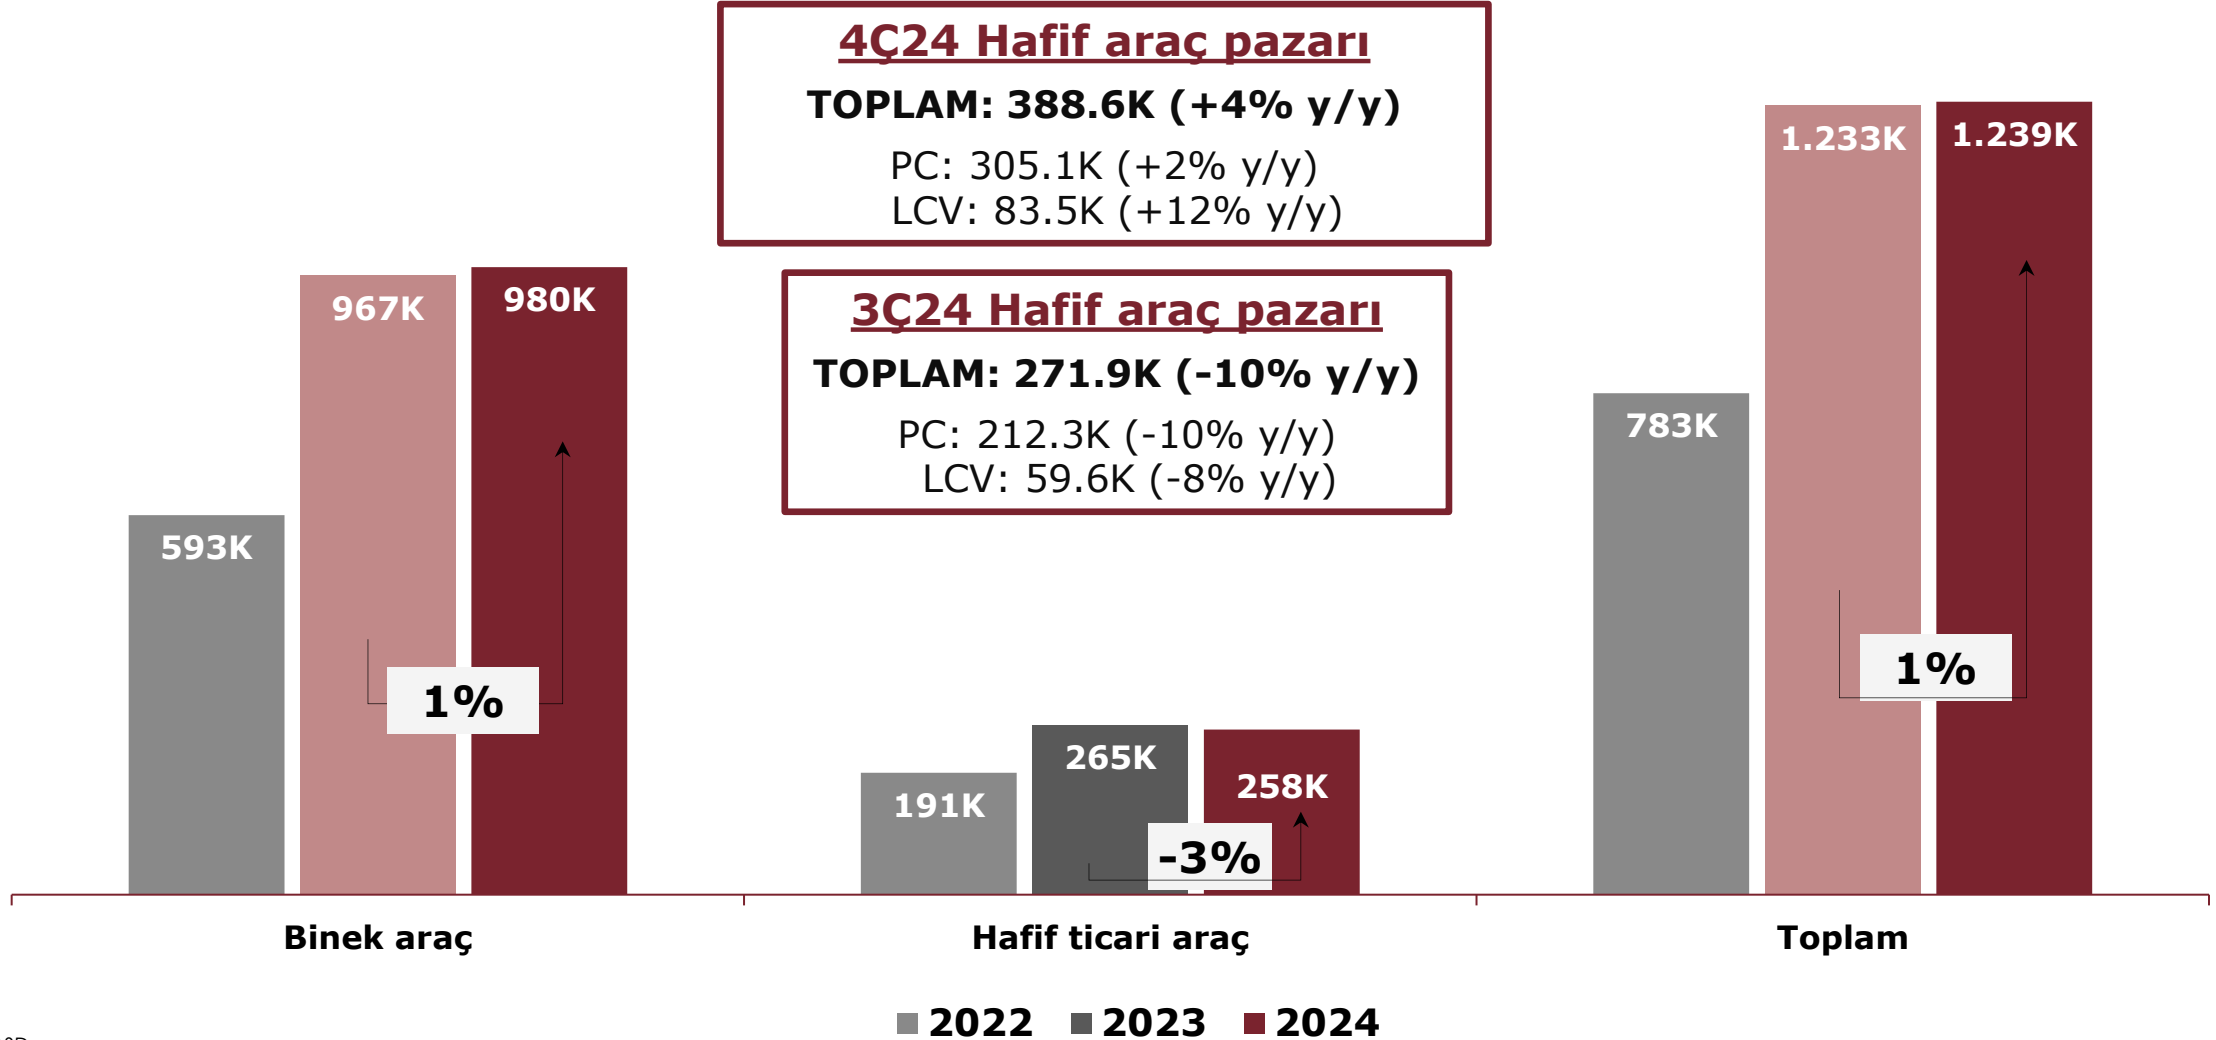 4Ç24 Hafif araç pazarı
TOPLAM: 388.6K (+4% y/y)
PC: 305.1K (+2% y/y)
LCV: 83.5K (+12% y/y)
3Ç24 Hafif araç pazarı
TOPLAM: 271.9K (-10% y/y)
PC: 212.3K (-10% y/y)
LCV: 59.6K (-8% y/y)
593K
967K
980K
1%
191K
265K
258K
-3%
783K
1.233K
1.239K
1%
Binek araç
Hafif ticari araç
Toplam
2022
2023
2024